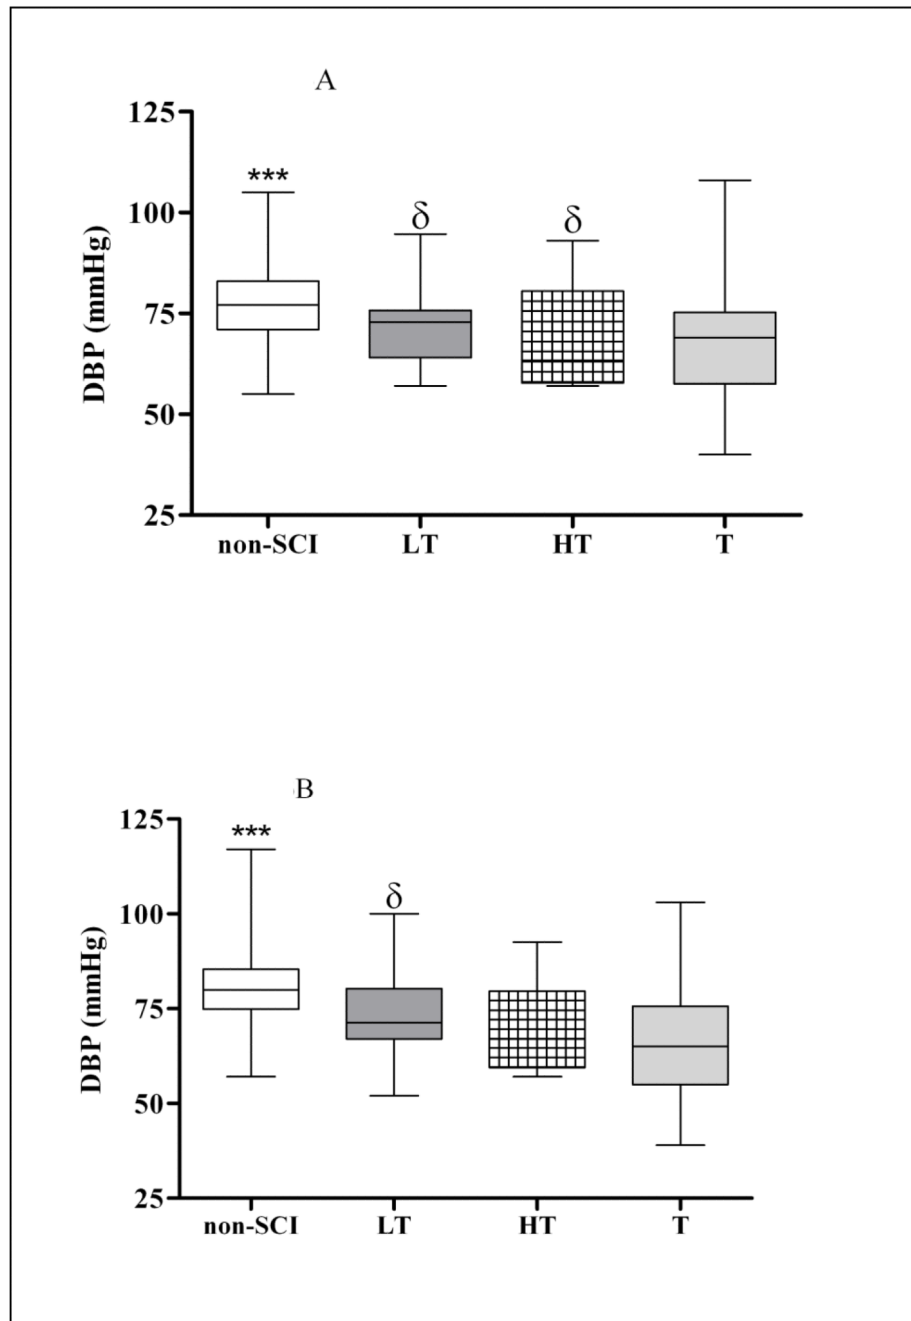 A
125
***
100
δ
δ
75
50
25
DBP (mmHg)
non-SCI LT HT T
B
125
***
100
δ
75
50
25
DBP (mmHg)
non-SCI LT HT T